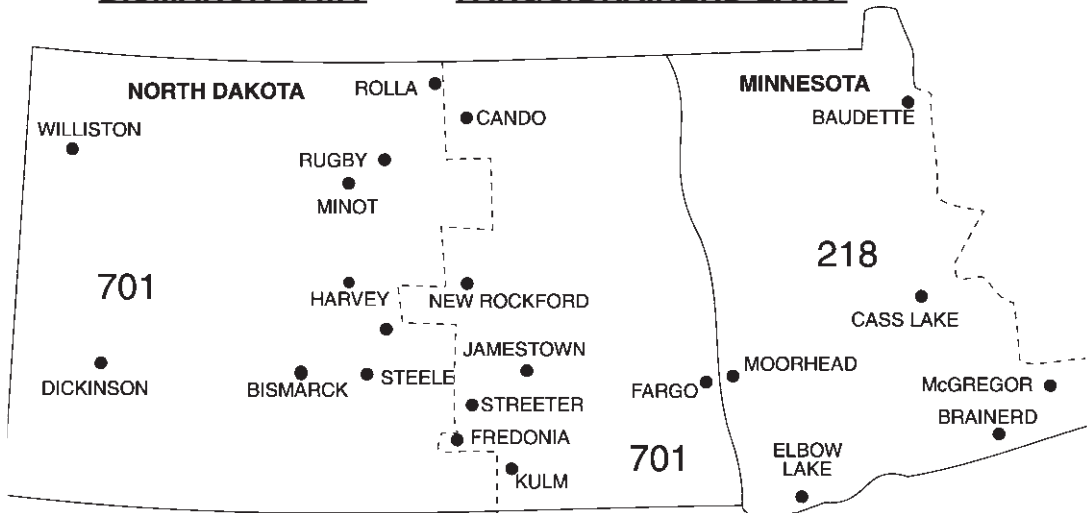 NORTH DAKOTA
ROLLA
MINNESOTA
CANDO
BAUDETTE
WILLISTON
RUGBY
MINOT
218
701
HARVEY
NEW ROCKFORD
CASS LAKE
JAMESTOWN
MOORHEAD
DICKINSON
BISMARCK
STEELE
FARGO
McGREGOR
STREETER
BRAINERD
FREDONIA
701
ELBOW
LAKE
KULM